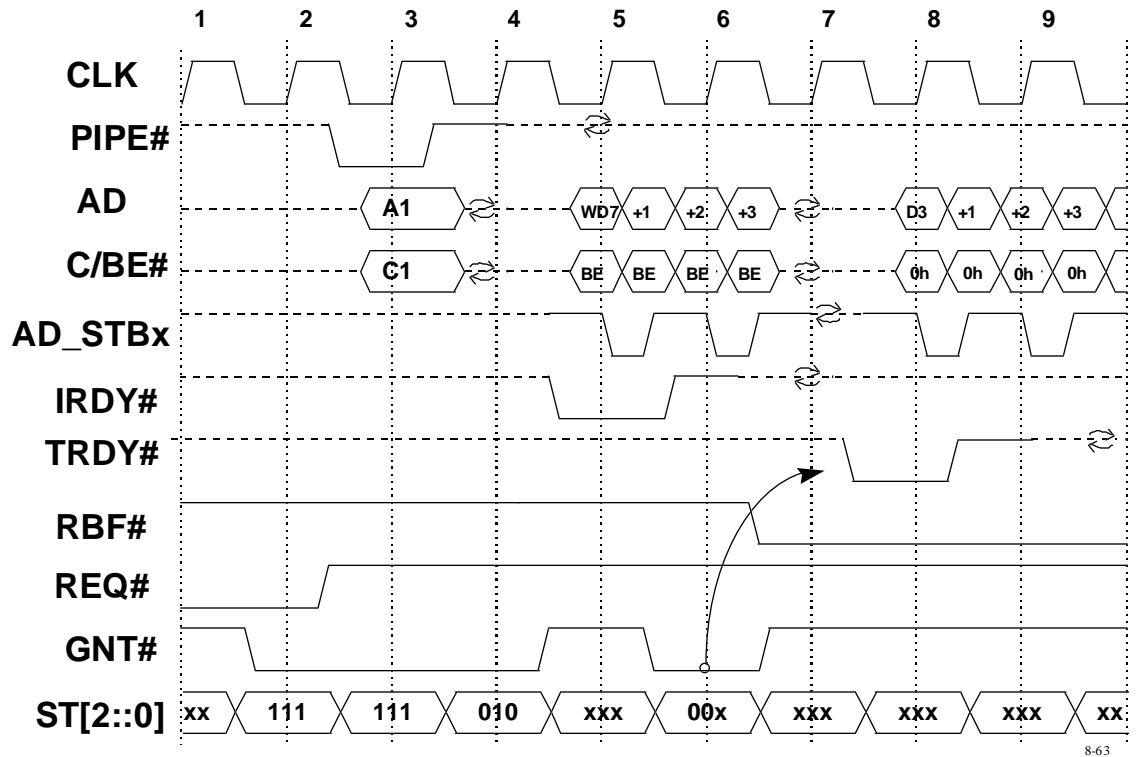 1 2 3 4 5 6 7 8 9
CLK
PIPE#
AD A1 WD7 +1 +2 +3 D3 +1 +2 +3
C/BE# C1 BE BE BE BE 0h 0h 0h 0h
AD_STBx
IRDY#
TRDY#
RBF#
REQ#
GNT#
ST[2::0] xx 111 111 010 xxx 00x xxx xxx xxx xx
8-63